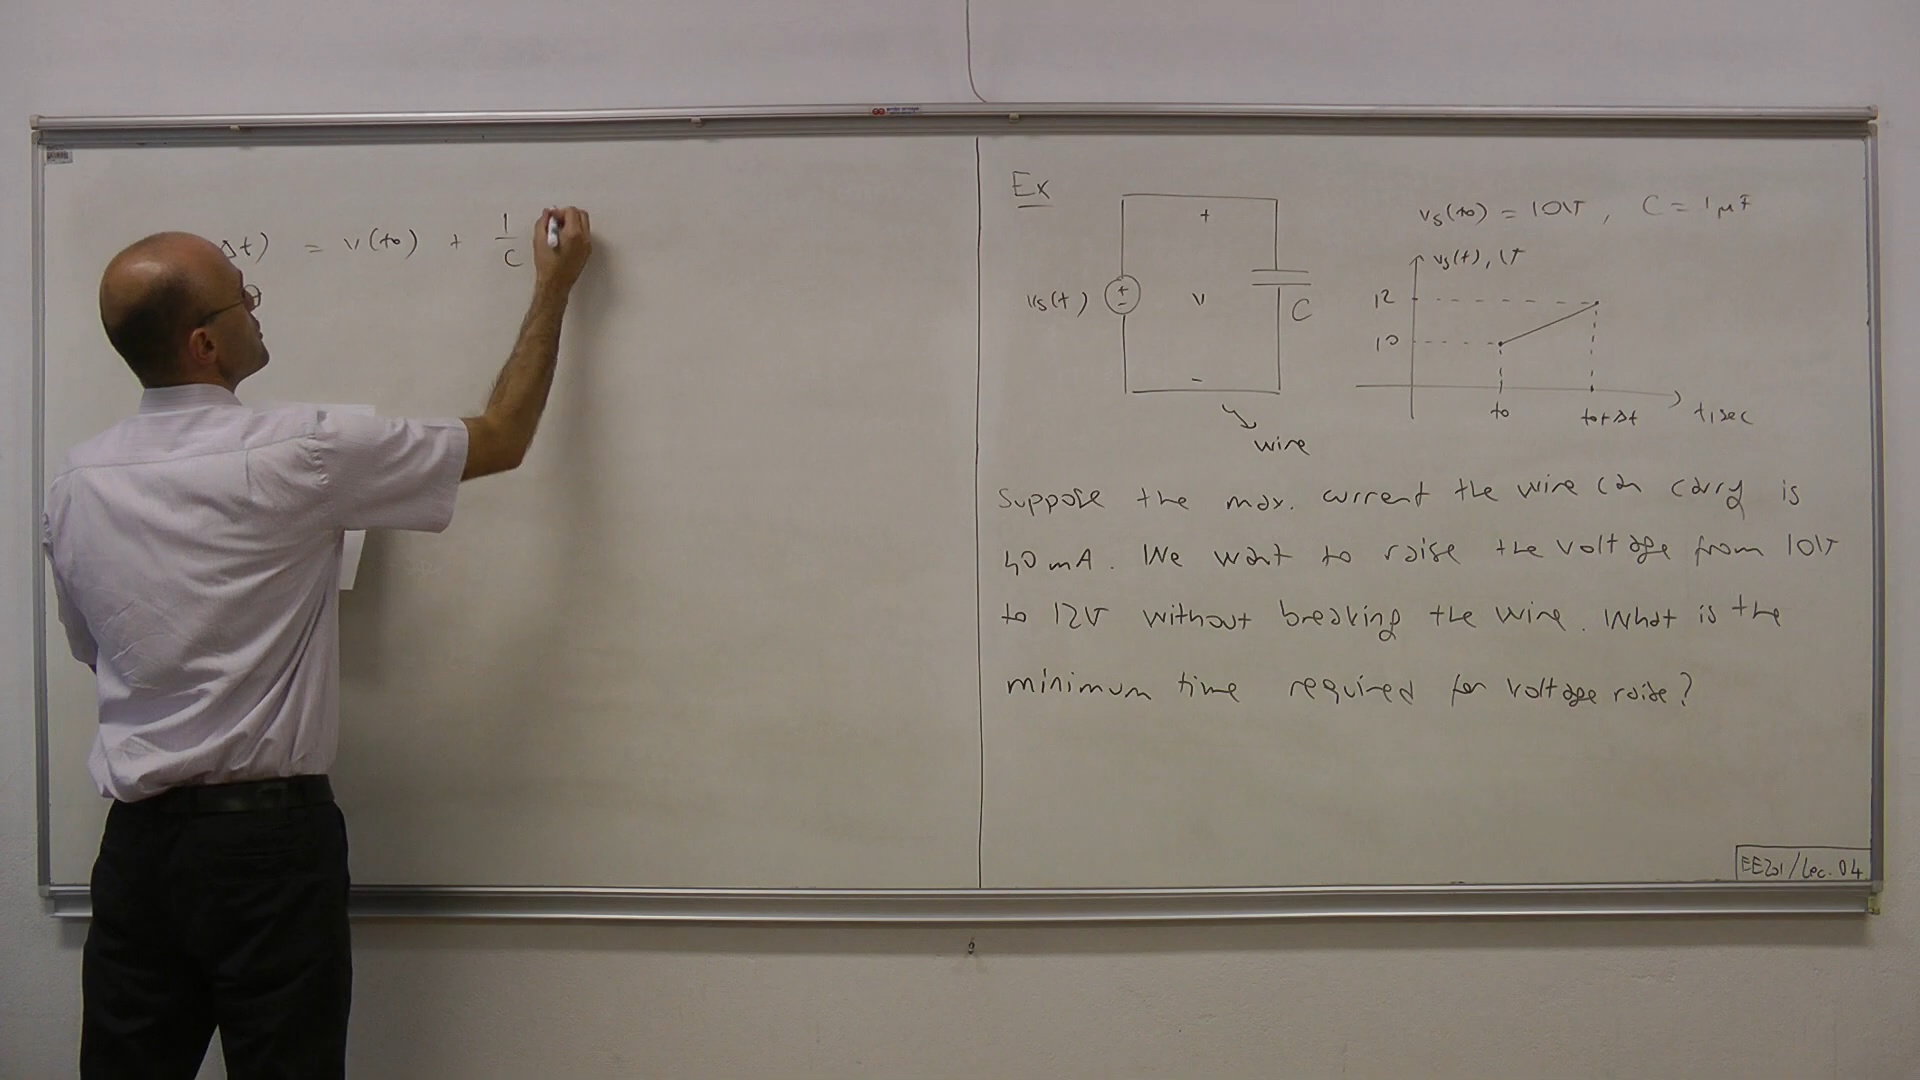 Δt) = v(to) + 1/C
Ex
vs(to) = 10V, C = 1 μF
vs(t), V
+
12
vs(t)
+
-
v
C
10
-
to
to+Δt
t, sec
wire
Suppose the max. current the wire can carry is
40 mA. We want to raise the voltage from 10V
to 12V without breaking the wire. What is the
minimum time required for voltage raise?
EE201/Lec. 04